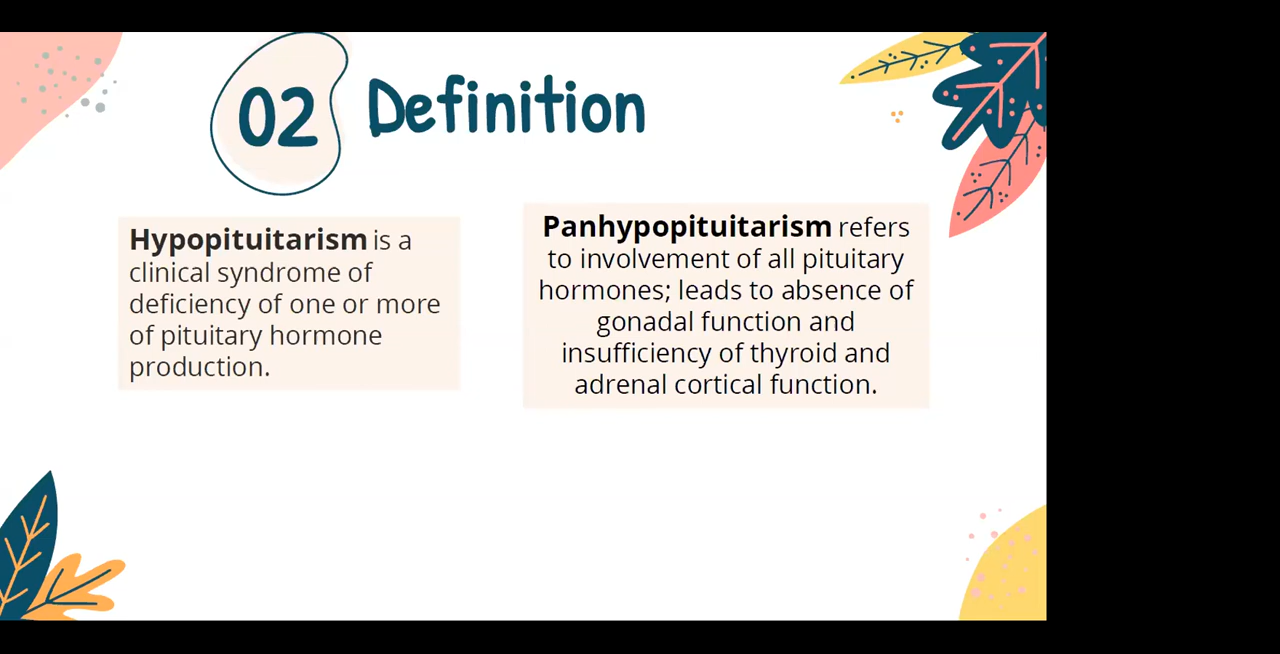 02 Definition
Hypopituitarism is a
clinical syndrome of
deficiency of one or more
of pituitary hormone
production.
Panhypopituitarism refers
to involvement of all pituitary
hormones; leads to absence of
gonadal function and
insufficiency of thyroid and
adrenal cortical function.